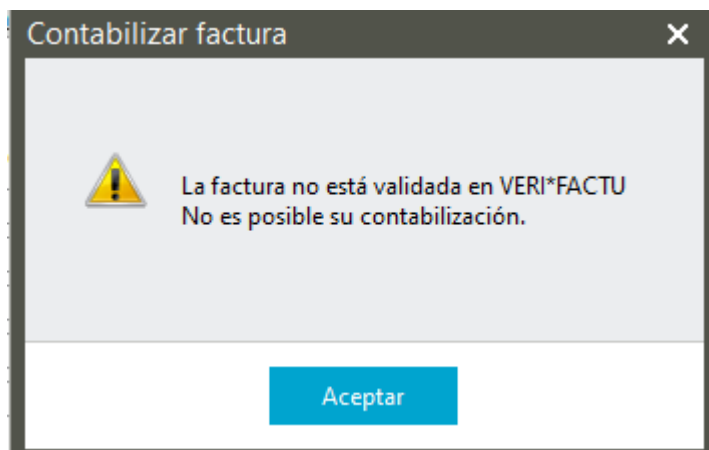 Contabilizar factura
La factura no está validada en VERI*FACTU
No es posible su contabilización.
Aceptar